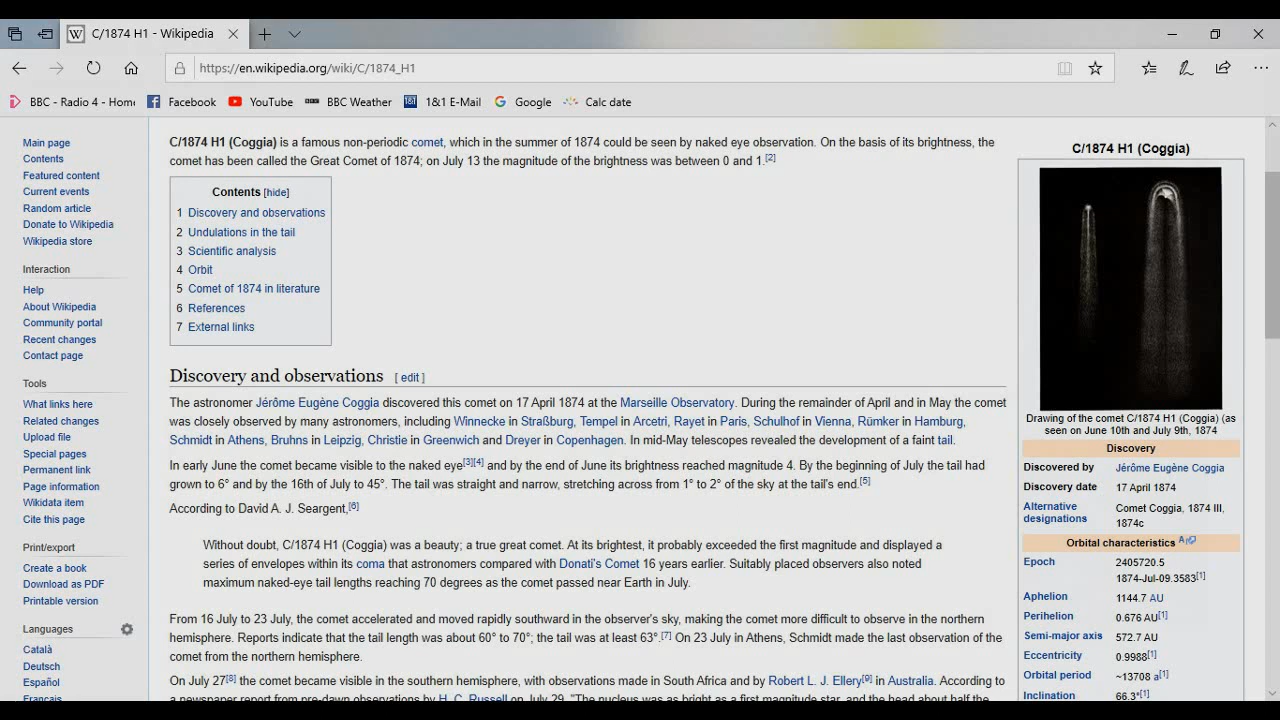 C/1874 H1 - Wikipedia
https://en.wikipedia.org/wiki/C/1874_H1
BBC - Radio 4 - Home Facebook YouTube BBC Weather 1&1 E-Mail Google Calc date
Main page
Contents
Featured content
Current events
Random article
Donate to Wikipedia
Wikipedia store
Interaction
Help
About Wikipedia
Community portal
Recent changes
Contact page
Tools
What links here
Related changes
Upload file
Special pages
Permanent link
Page information
Wikidata item
Cite this page
Print/export
Create a book
Download as PDF
Printable version
Languages
Català
Deutsch
Español
Français
C/1874 H1 (Coggia) is a famous non-periodic comet, which in the summer of 1874 could be seen by naked eye observation. On the basis of its brightness, the
comet has been called the Great Comet of 1874; on July 13 the magnitude of the brightness was between 0 and 1.[2]
Contents [hide]
1 Discovery and observations
2 Undulations in the tail
3 Scientific analysis
4 Orbit
5 Comet of 1874 in literature
6 References
7 External links
Discovery and observations [ edit ]
The astronomer Jérôme Eugène Coggia discovered this comet on 17 April 1874 at the Marseille Observatory. During the remainder of April and in May the comet
was closely observed by many astronomers, including Winnecke in Straßburg, Tempel in Arcetri, Rayet in Paris, Schulhof in Vienna, Rümker in Hamburg,
Schmidt in Athens, Bruhns in Leipzig, Christie in Greenwich and Dreyer in Copenhagen. In mid-May telescopes revealed the development of a faint tail.
In early June the comet became visible to the naked eye[3][4] and by the end of June its brightness reached magnitude 4. By the beginning of July the tail had
grown to 6° and by the 16th of July to 45°. The tail was straight and narrow, stretching across from 1° to 2° of the sky at the tail's end.[5]
According to David A. J. Seargent,[6]
Without doubt, C/1874 H1 (Coggia) was a beauty; a true great comet. At its brightest, it probably exceeded the first magnitude and displayed a
series of envelopes within its coma that astronomers compared with Donati's Comet 16 years earlier. Suitably placed observers also noted
maximum naked-eye tail lengths reaching 70 degrees as the comet passed near Earth in July.
From 16 July to 23 July, the comet accelerated and moved rapidly southward in the observer's sky, making the comet more difficult to observe in the northern
hemisphere. Reports indicate that the tail length was about 60° to 70°; the tail was at least 63°.[7] On 23 July in Athens, Schmidt made the last observation of the
comet from the northern hemisphere.
On July 27[8] the comet became visible in the southern hemisphere, with observations made in South Africa and by Robert L. J. Ellery[9] in Australia. According to
a newspaper report from pre-dawn observations by H. C. Russell on July 29, "The nucleus was as bright as a first magnitude star, and the head about half the
C/1874 H1 (Coggia)
Drawing of the comet C/1874 H1 (Coggia) (as
seen on June 10th and July 9th, 1874
Discovery
Discovered by Jérôme Eugène Coggia
Discovery date 17 April 1874
Alternative designations Comet Coggia, 1874 III, 1874c
Orbital characteristics A
Epoch 2405720.5
1874-Jul-09.3583[1]
Aphelion 1144.7 AU
Perihelion 0.676 AU[1]
Semi-major axis 572.7 AU
Eccentricity 0.9988[1]
Orbital period ~13708 a[1]
Inclination 66.3°[1]